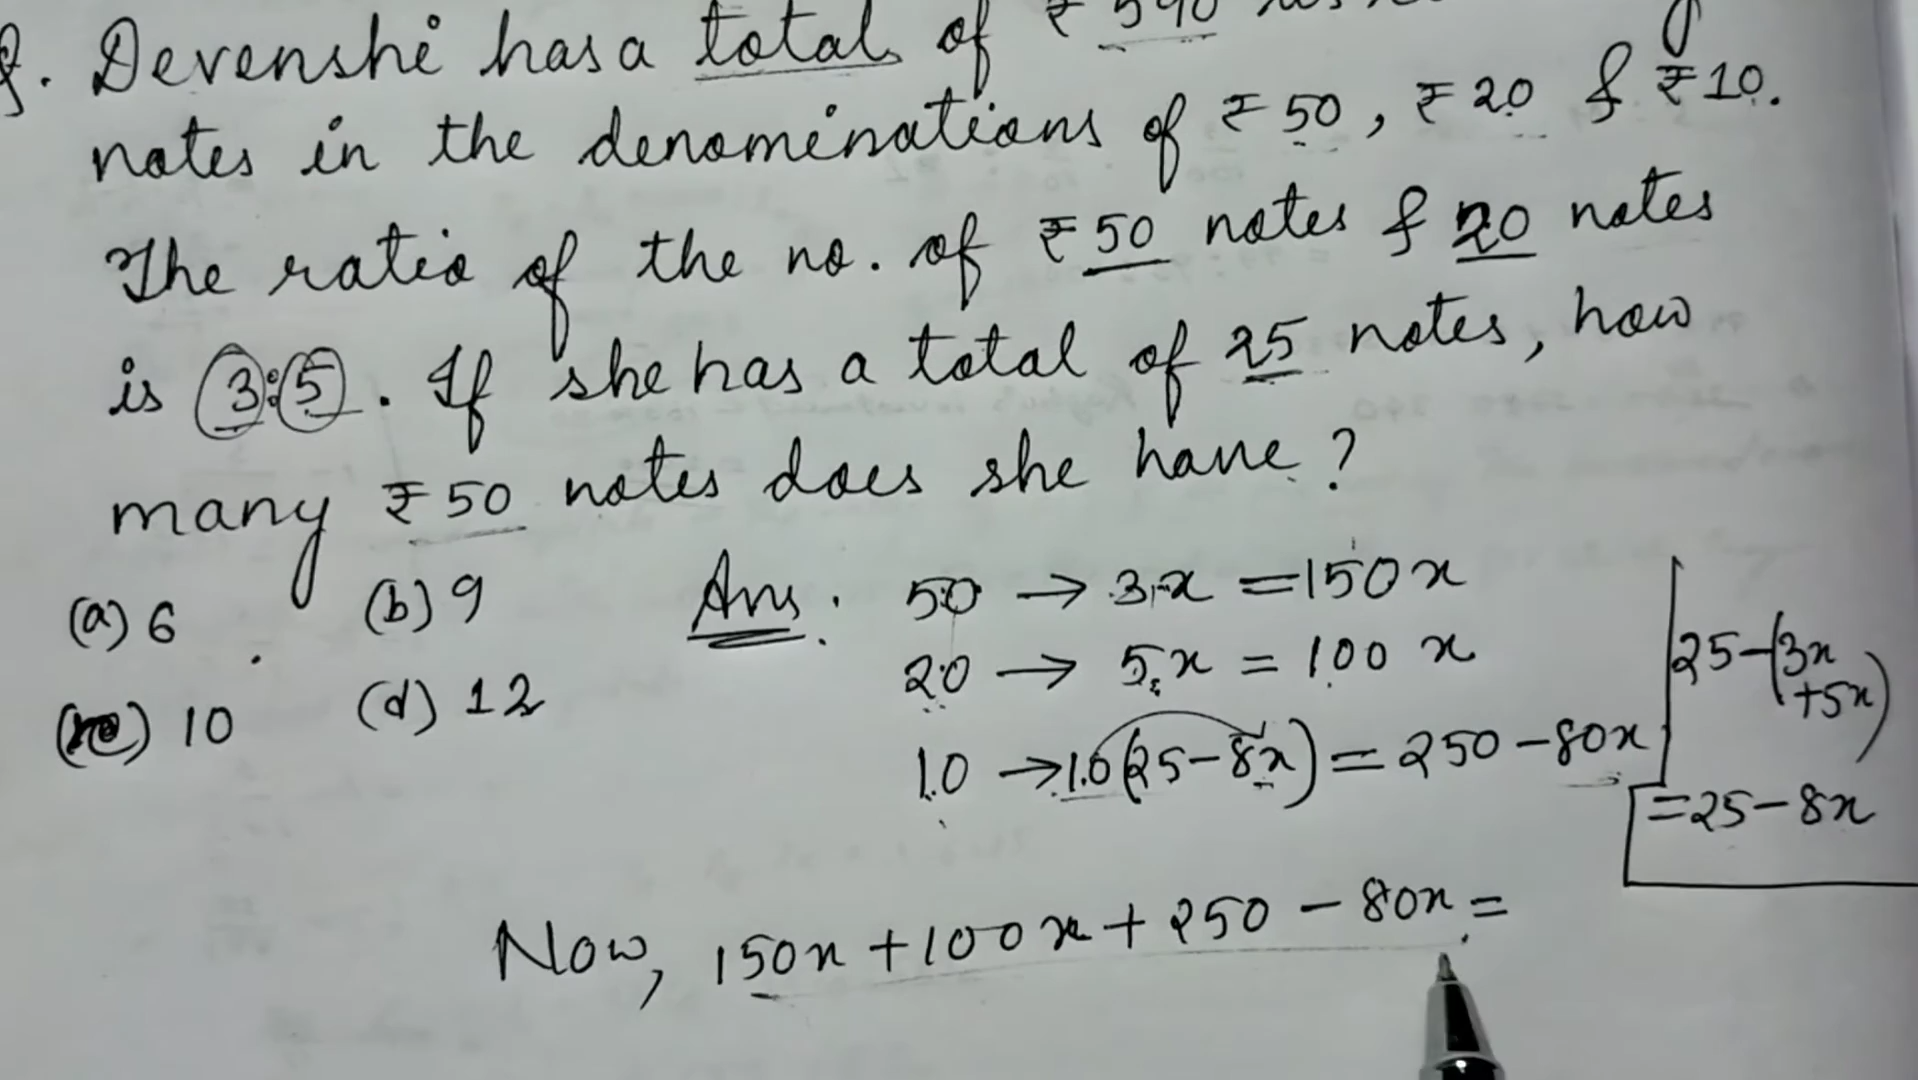 Q. Devenshi has a total of ₹ 590
notes in the denominations of ₹ 50, ₹ 20 & ₹ 10.
The ratio of the no. of ₹ 50 notes & 20 notes
is 3:5. If she has a total of 25 notes, how
many ₹ 50 notes does she have?
(a) 6 (b) 9
(c) 10 (d) 12
Ans. 50 → 3x = 150x
20 → 5x = 100x
10 → 10(25-8x) = 250-80x
25-(3x
+5x)
=25-8x
Now, 150x+100x+250-80x=